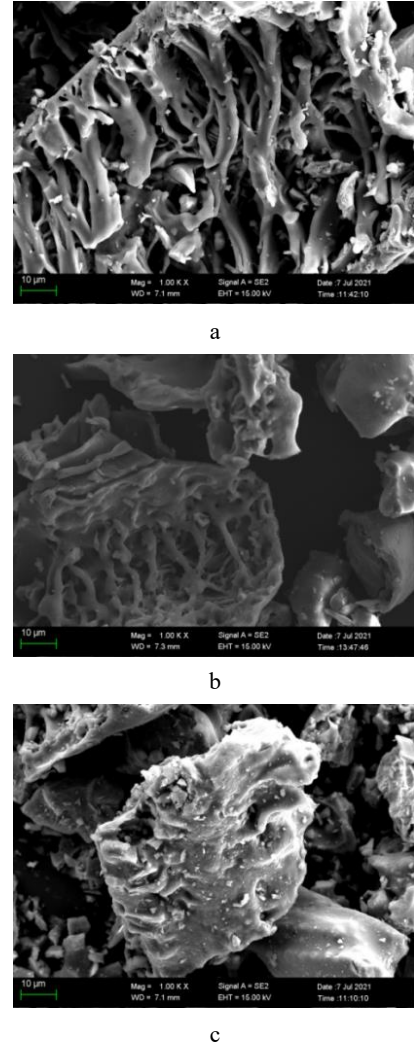 10 µm
Mag = 1.00 K X
Signal A = SE2
Date :7 Jul 2021
WD = 7.1 mm
EHT = 15.00 kV
Time :11:42:10
a
10 µm
Mag = 1.00 K X
Signal A = SE2
Date :7 Jul 2021
WD = 7.3 mm
EHT = 15.00 kV
Time :13:47:46
b
10 µm
Mag = 1.00 K X
Signal A = SE2
Date :7 Jul 2021
WD = 7.1 mm
EHT = 15.00 kV
Time :11:10:10
c